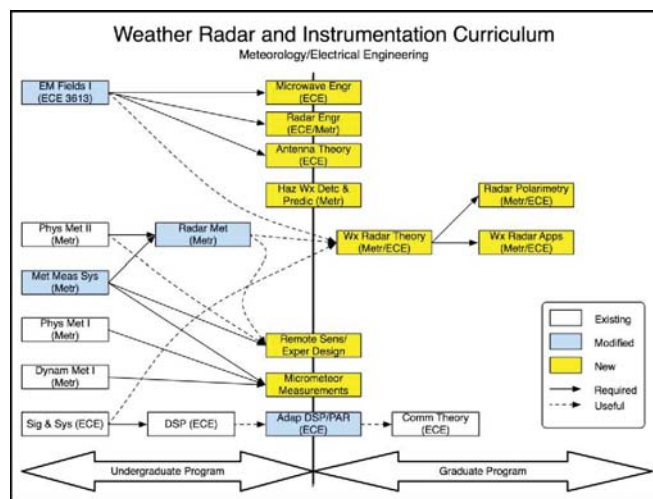 Weather Radar and Instrumentation Curriculum
Meteorology/Electrical Engineering
EM Fields I
(ECE 3613)
Microwave Engr
(ECE)
Radar Engr
(ECE/Metr)
Antenna Theory
(ECE)
Haz Wx Detc &
Predic (Metr)
Radar Polarimetry
(Metr/ECE)
Phys Met II
(Metr)
Radar Met
(Metr)
Wx Radar Theory
(Metr/ECE)
Wx Radar Apps
(Metr/ECE)
Met Meas Sys
(Metr)
Phys Met I
(Metr)
Remote Sens/
Exper Design
Dynam Met I
(Metr)
Micrometeor
Measurements
Sig & Sys (ECE)
DSP (ECE)
Adap DSP/PAR
(ECE)
Comm Theory
(ECE)
Existing
Modified
New
Required
Useful
Undergraduate Program
Graduate Program